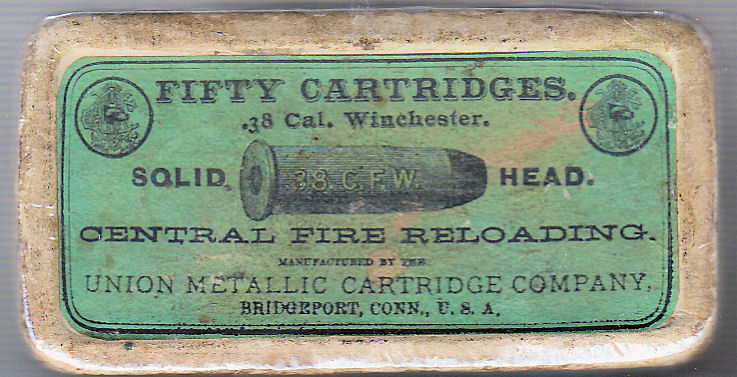 FIFTY CARTRIDGES.
.38 Cal. Winchester.
SOLID 38. C.F.W. HEAD.
CENTRAL FIRE RELOADING.
MANUFACTURED BY THE
UNION METALLIC CARTRIDGE COMPANY,
BRIDGEPORT, CONN., U. S. A.